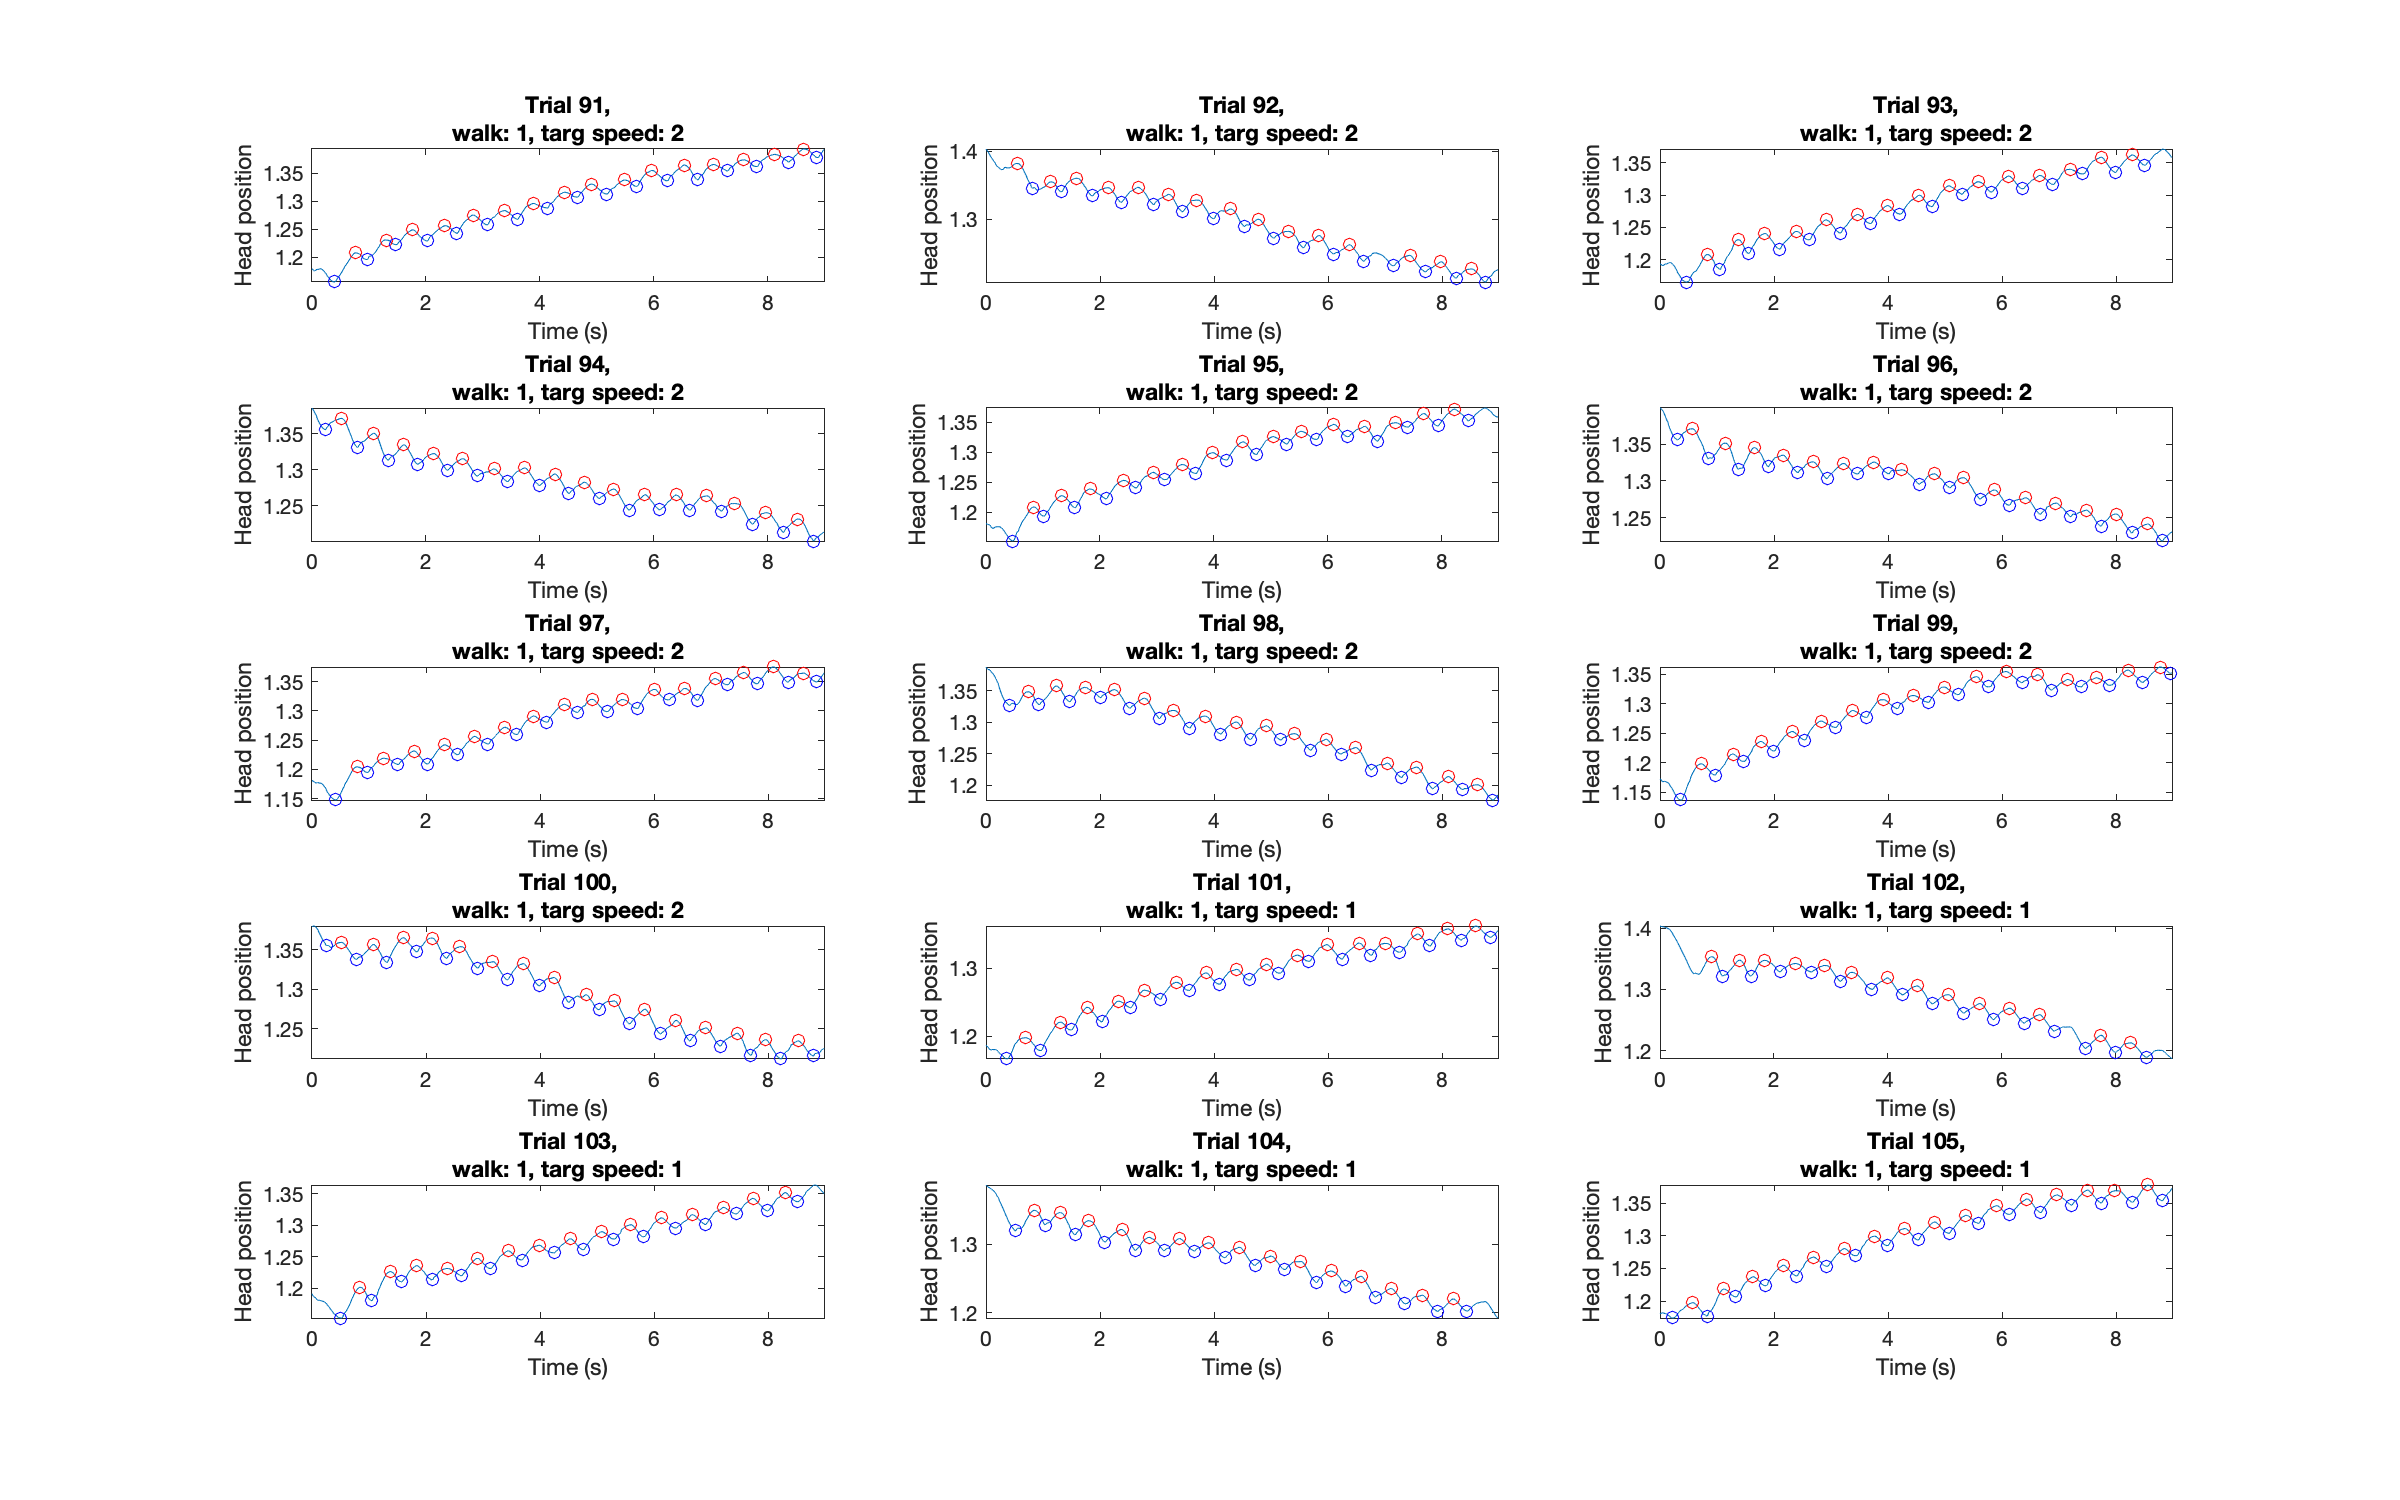 Trial 91,
walk: 1, targ speed: 2
Head position
1.35
1.3
1.25
1.2
0 2 4 6 8
Time (s)
Trial 92,
walk: 1, targ speed: 2
Head position
1.4
1.3
0 2 4 6 8
Time (s)
Trial 93,
walk: 1, targ speed: 2
Head position
1.35
1.3
1.25
1.2
0 2 4 6 8
Time (s)
Trial 94,
walk: 1, targ speed: 2
Head position
1.35
1.3
1.25
0 2 4 6 8
Time (s)
Trial 95,
walk: 1, targ speed: 2
Head position
1.35
1.3
1.25
1.2
0 2 4 6 8
Time (s)
Trial 96,
walk: 1, targ speed: 2
Head position
1.35
1.3
1.25
0 2 4 6 8
Time (s)
Trial 97,
walk: 1, targ speed: 2
Head position
1.35
1.3
1.25
1.2
1.15
0 2 4 6 8
Time (s)
Trial 98,
walk: 1, targ speed: 2
Head position
1.35
1.3
1.25
1.2
0 2 4 6 8
Time (s)
Trial 99,
walk: 1, targ speed: 2
Head position
1.35
1.3
1.25
1.2
1.15
0 2 4 6 8
Time (s)
Trial 100,
walk: 1, targ speed: 2
Head position
1.35
1.3
1.25
0 2 4 6 8
Time (s)
Trial 101,
walk: 1, targ speed: 1
Head position
1.3
1.2
0 2 4 6 8
Time (s)
Trial 102,
walk: 1, targ speed: 1
Head position
1.4
1.3
1.2
0 2 4 6 8
Time (s)
Trial 103,
walk: 1, targ speed: 1
Head position
1.35
1.3
1.25
1.2
0 2 4 6 8
Time (s)
Trial 104,
walk: 1, targ speed: 1
Head position
1.3
1.2
0 2 4 6 8
Time (s)
Trial 105,
walk: 1, targ speed: 1
Head position
1.35
1.3
1.25
1.2
0 2 4 6 8
Time (s)